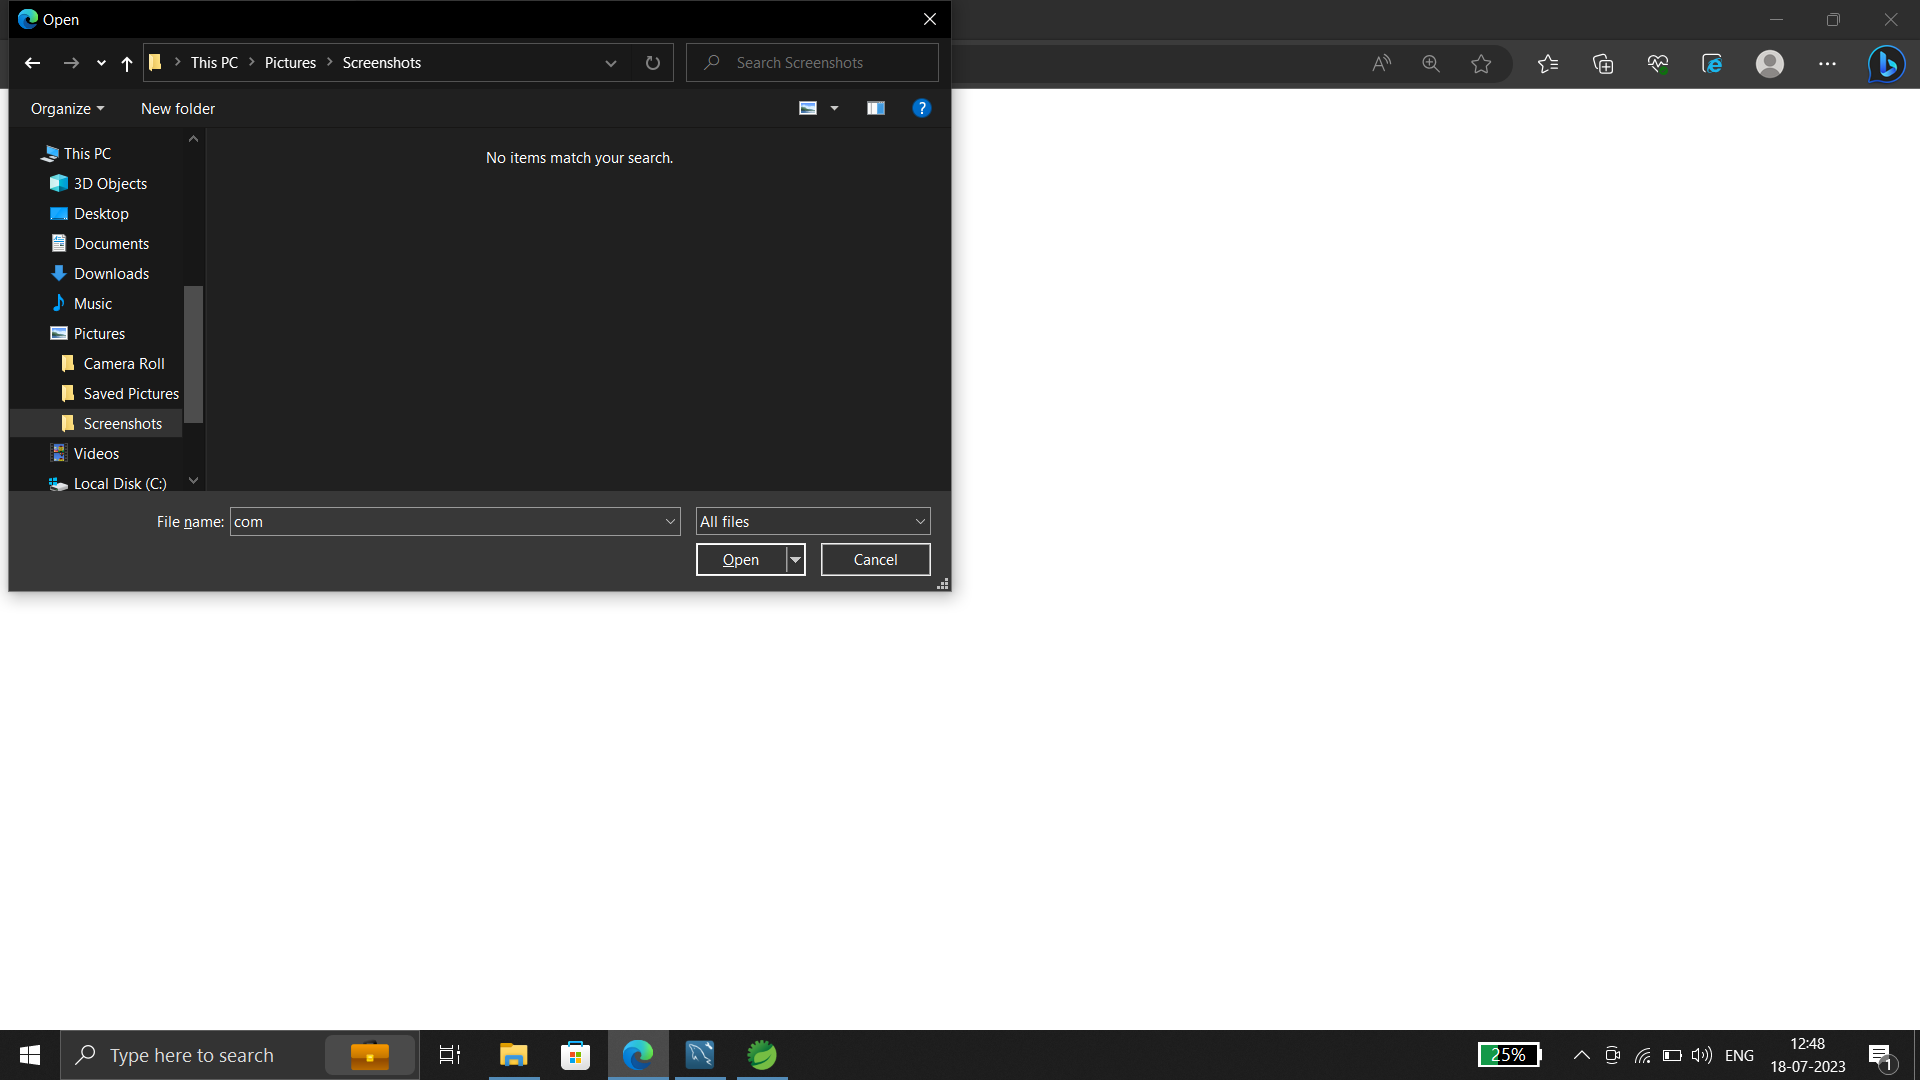 Open
This PC
Pictures
Screenshots
Search Screenshots
Organize
New folder
?
This PC
3D Objects
Desktop
Documents
Downloads
Music
Pictures
Camera Roll
Saved Pictures
Screenshots
Videos
Local Disk (C:)
No items match your search.
File name: com
All files
Open
Cancel
Type here to search
25%
ENG
12:48
18-07-2023
1